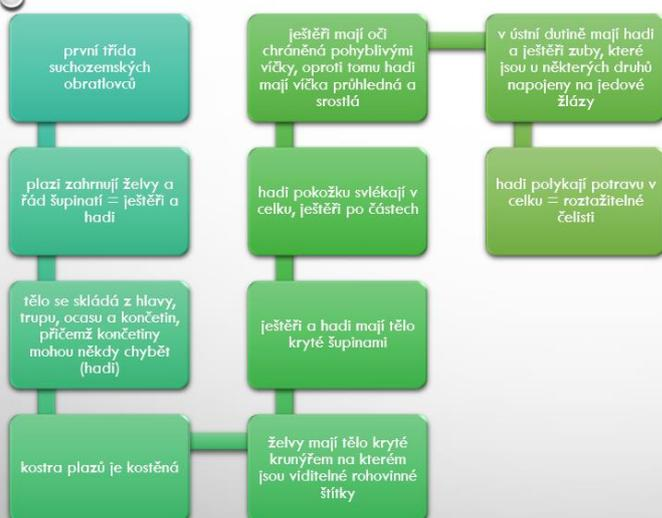 první třída
suchozemských
obratlovců
plazi zahrnují želvy a
řád šupinatí = ještěři a
hadi
tělo se skládá z hlavy,
trupu, ocasu a končetin,
přičemž končetiny
mohou někdy chybět
(hadi)
kostra plazů je kostěná
želvy mají tělo kryté
krunýřem na kterém
jsou viditelné rohovinné
štítky
ještěři a hadi mají tělo
kryté šupinami
hadi pokožku svlékají v
celku, ještěři po částech
ještěři mají oči
chráněná pohyblivými
víčky, oproti tomu hadi
mají víčka průhledná a
srostlá
v ústní dutině mají hadi
a ještěři zuby, které
jsou u některých druhů
napojeny na jedové
žlázy
hadi polykají potravu v
celku = roztažitelné
čelisti